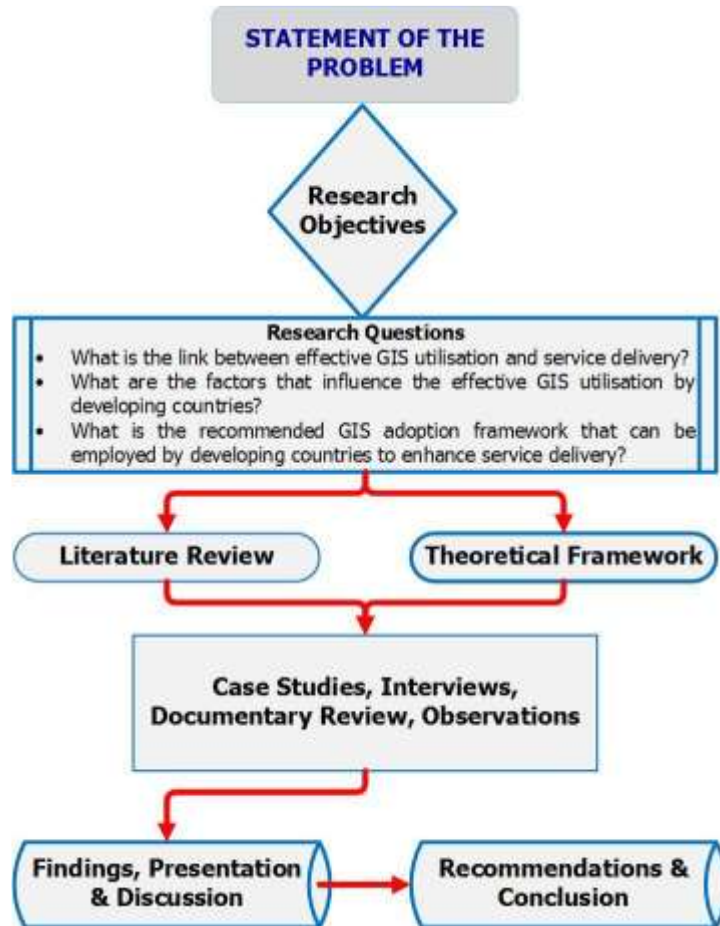 STATEMENT OF THE
PROBLEM
Research
Objectives
Research Questions
• What is the link between effective GIS utilisation and service delivery?
• What are the factors that influence the effective GIS utilisation by
developing countries?
• What is the recommended GIS adoption framework that can be
employed by developing countries to enhance service delivery?
Literature Review
Theoretical Framework
Case Studies, Interviews,
Documentary Review, Observations
Findings, Presentation
& Discussion
Recommendations &
Conclusion